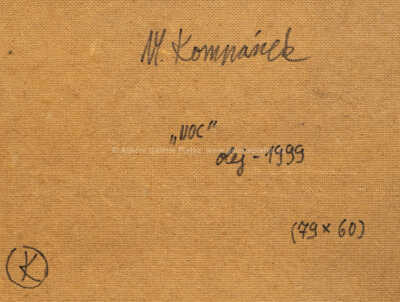 M. Kompánek
„NOC"
olej - 1999
(79 x 60)
K